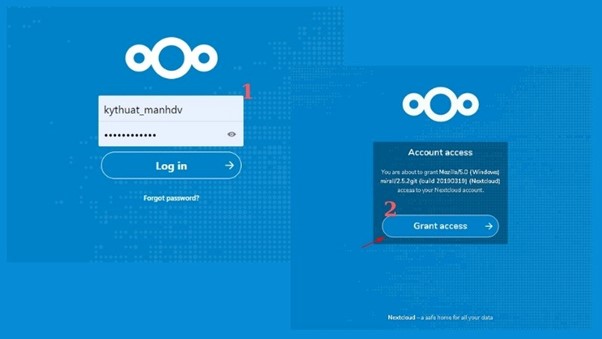 1
kythuat_manhdv
••••••••••••
Log in
Forgot password?
Account access
You are about to grant Mozilla/5.0 (Windows)
mirall/2.5.2git (build 20190319) (Nextcloud)
access to your Nextcloud account.
2
Grant access
Nextcloud – a safe home for all your data